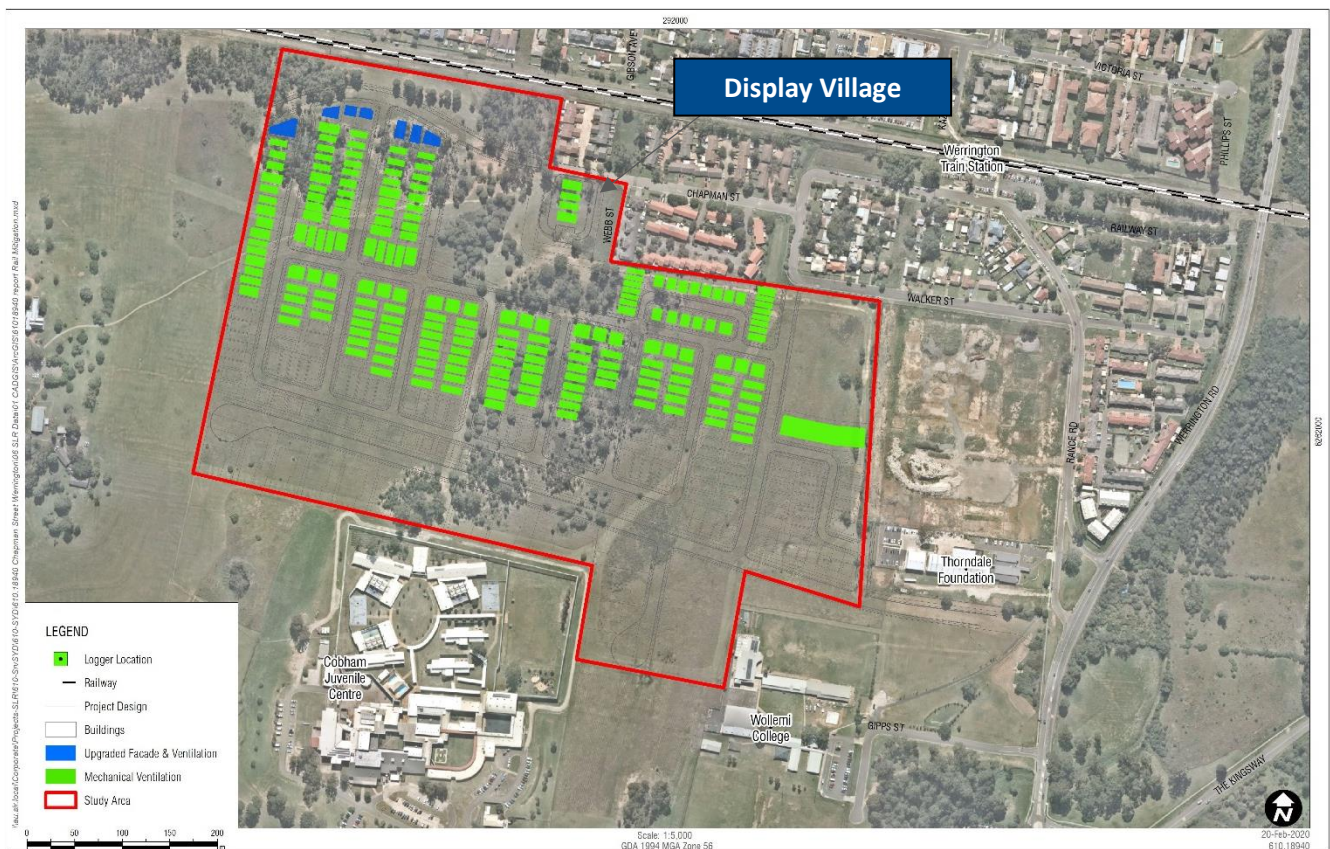 292000
GIBSON AVE
VICTORIA ST
Display Village
PHILLIPS ST
Werrington
Train Station
CHAPMAN ST
WEBB ST
RAILWAY ST
WALKER ST
WERRINGTON RD
RANCE RD
6262000
Thorndale
Foundation
LEGEND
Logger Location
Railway
Project Design
Buildings
Upgraded Facade & Ventilation
Mechanical Ventilation
Study Area
0 50 100 150 200
Cobham
Juvenile
Centre
Wollemi
College
GIPPS ST
THE KINGSWAY
N
Scale: 1:5,000
GDA 1994 MGA Zone 56
20-Feb-2020
610.18940